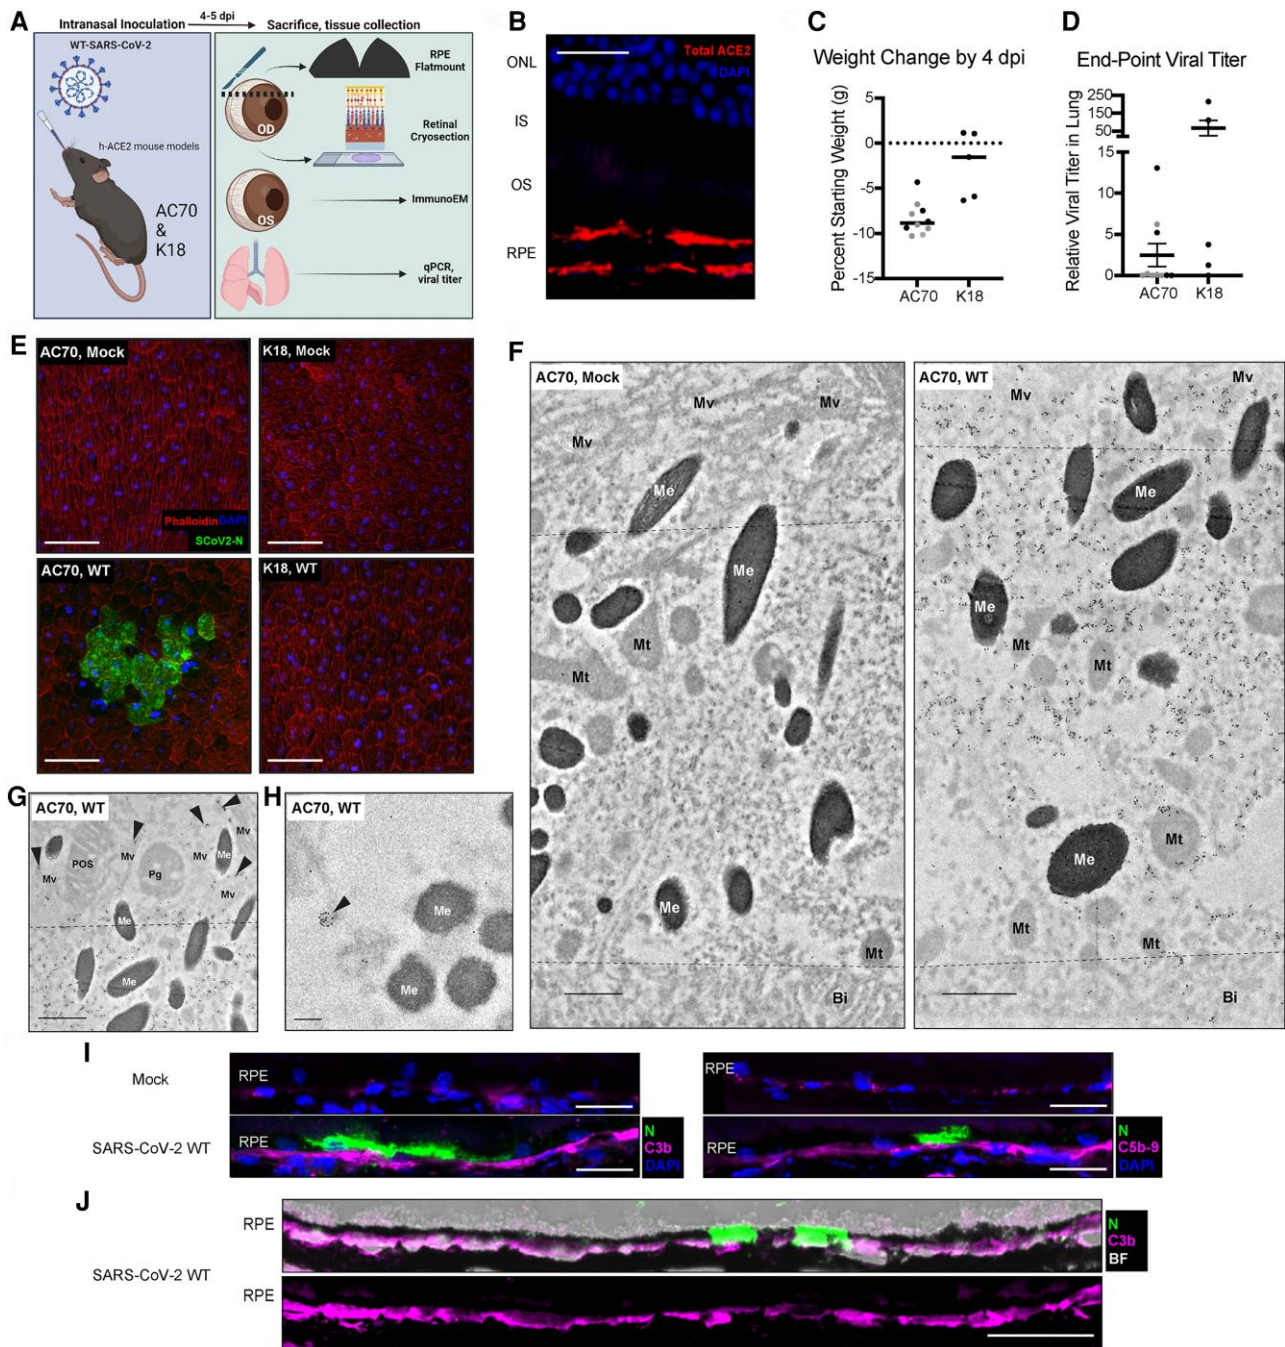 A
Intranasal Inoculation
4-5 dpi
Sacrifice, tissue collection
WT-SARS-CoV-2
h-ACE2 mouse models
AC70
&
K18
OD
OS
RPE
Flatmount
Retinal
Cryosection
ImmunoEM
qPCR,
viral titer
B
Total ACE2
DAPI
ONL
IS
OS
RPE
C
Weight Change by 4 dpi
Percent Starting Weight (g)
5
0
-5
-10
-15
AC70 K18
D
End-Point Viral Titer
Relative Viral Titer in Lung
250
150
50
15
10
5
0
AC70 K18
E
AC70, Mock
PhalloidinDAPI
SCoV2-N
K18, Mock
AC70, WT
K18, WT
F
AC70, Mock
Mv
Mv
Mv
Me
Me
Mt
Mt
Me
Mt
Bi
AC70, WT
Mv
Mv
Me
Me
Mt
Mt
Me
Mt
Mt
Mt
Bi
G
AC70, WT
Mv
POS
Mv
Pg
Mv
Mv
Me
Mv
Me
Me
H
AC70, WT
Me
Me
I
Mock
RPE
RPE
SARS-CoV-2 WT
RPE
N
C3b
DAPI
RPE
N
C5b-9
DAPI
J
SARS-CoV-2 WT
RPE
N
C3b
BF
RPE